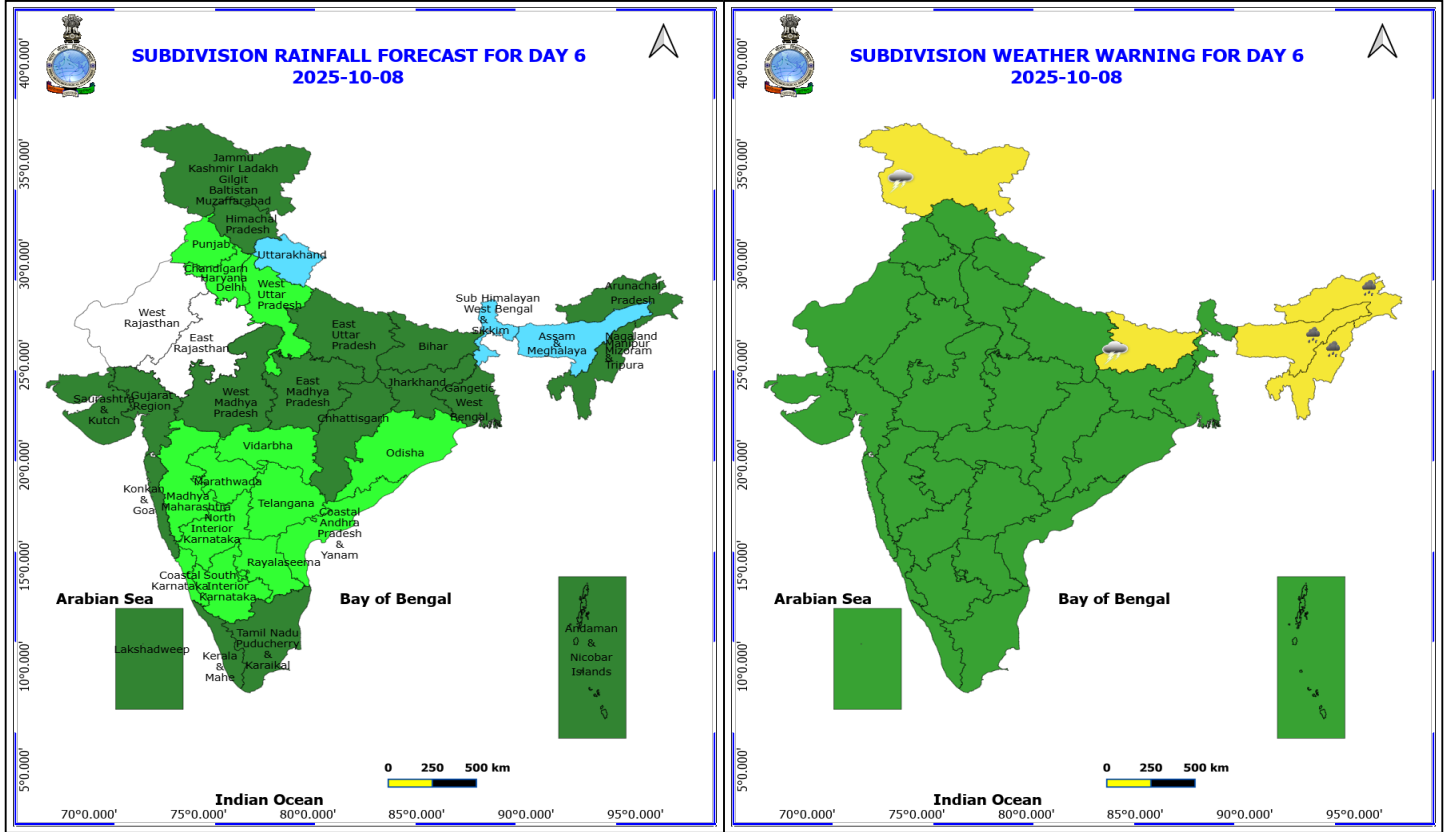 SUBDIVISION RAINFALL FORECAST FOR DAY 6
2025-10-08
40°0.000'
35°0.000'
30°0.000'
25°0.000'
20°0.000'
15°0.000'
10°0.000'
5°0.000'
Jammu
Kashmir Ladakh
Gilgit
Baltistan
Muzaffarabad
Himachal
Pradesh
Punjab
Uttarakhand
Chandigarh
Haryana
Delhi
West
Uttar
Pradesh
West
Rajasthan
East
Rajasthan
East
Uttar
Pradesh
Bihar
Sub Himalayan
West Bengal
&
Sikkim
Arunachal
Pradesh
Assam
&
Meghalaya
Nagaland
Manipur
Mizoram
&
Tripura
Saurashtra
&
Kutch
Gujarat
Region
West
Madhya
Pradesh
East
Madhya
Pradesh
Jharkhand
Gangetic
West
Bengal
Chhattisgarh
Vidarbha
Odisha
Konkan
&
Goa
Marathwada
Madhya
Maharashtra
Telangana
North
Interior
Karnataka
Coastal
Andhra
Pradesh
&
Yanam
Rayalaseema
Coastal
Karnataka
South
Interior
Karnataka
Arabian Sea
Bay of Bengal
Lakshadweep
Kerala
&
Mahe
Tamil Nadu
Puducherry
&
Karaikal
Andaman
&
Nicobar
Islands
0 250 500 km
Indian Ocean
70°0.000' 75°0.000' 80°0.000' 85°0.000' 90°0.000' 95°0.000'
SUBDIVISION WEATHER WARNING FOR DAY 6
2025-10-08
40°0.000'
35°0.000'
30°0.000'
25°0.000'
20°0.000'
15°0.000'
10°0.000'
5°0.000'
Arabian Sea
Bay of Bengal
0 250 500 km
Indian Ocean
70°0.000' 75°0.000' 80°0.000' 85°0.000' 90°0.000' 95°0.000'